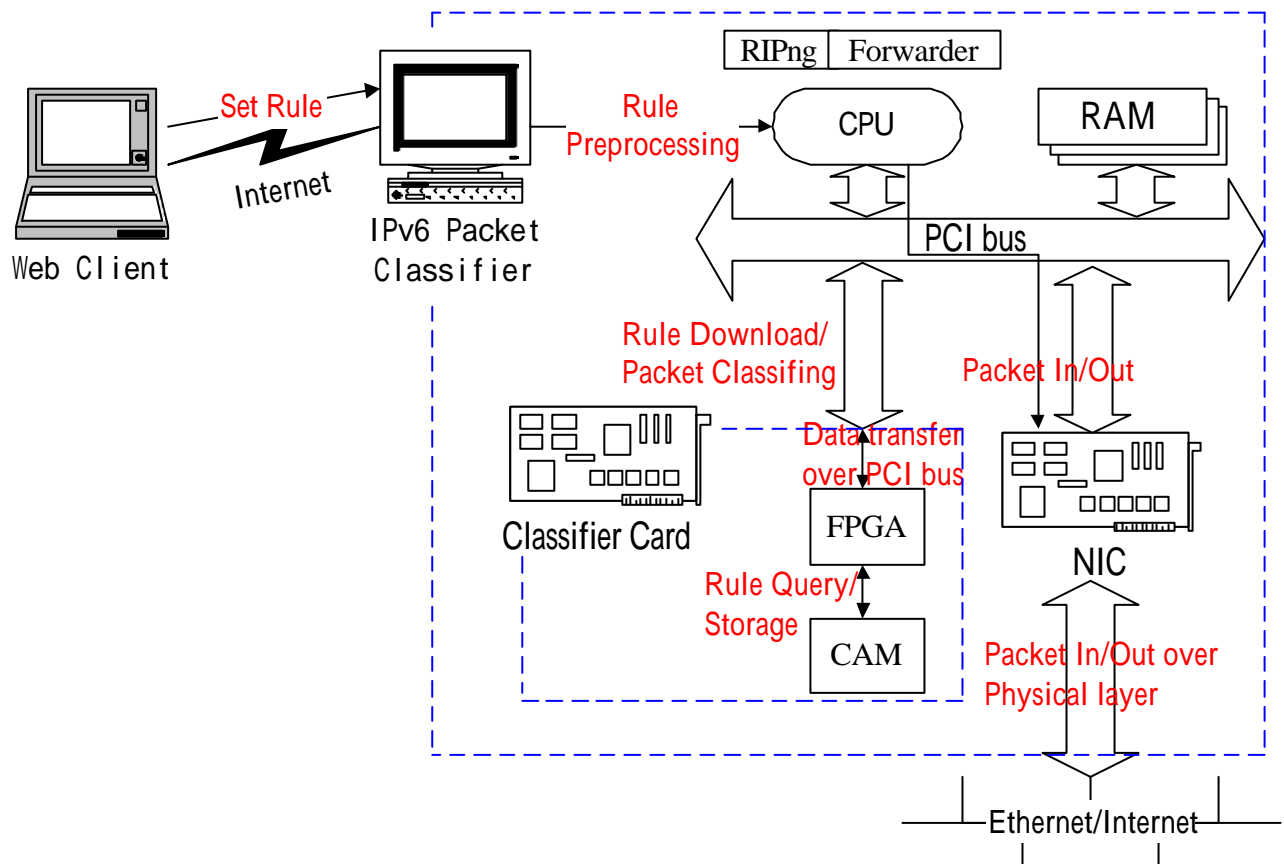 RIPng
Forwarder
Set Rule
Rule
Preprocessing
CPU
RAM
Internet
IPv6 Packet
Classifier
Web Client
PCI bus
Rule Download/
Packet Classifing
Packet In/Out
Data transfer
over PCI bus
Classifier Card
FPGA
NIC
Rule Query/
Storage
CAM
Packet In/Out over
Physical layer
Ethernet/Internet